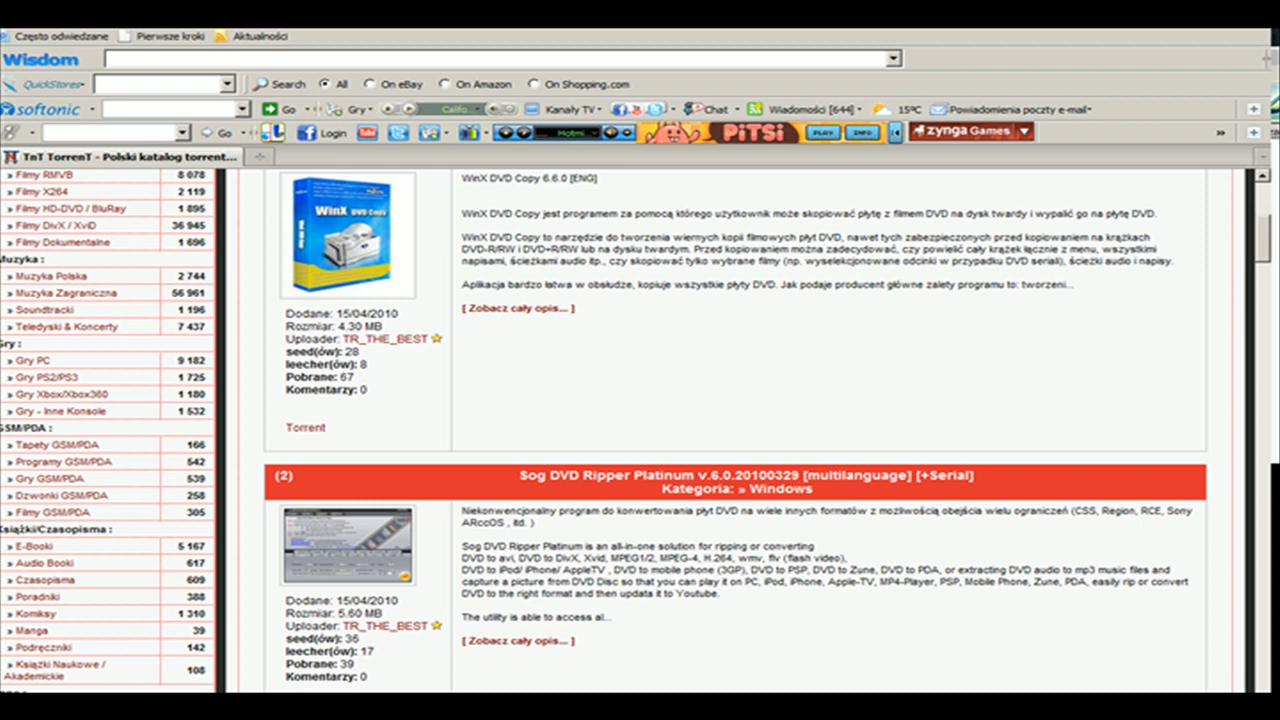 Często odwiedzane Pierwsze kroki Aktualności
Wisdom
QuickStores Search All On eBay On Amazon On Shopping.com
softonic Go Gry Califo Kanały TV Chat Wiadomości [644] 15°C Powiadomienia poczty e-mail
Go Login You Tube Hotmi PiTSi PLAY INFO zynga Games »
TnT TorrenT - Polski katalog torrent...
» Filmy RMVB 8 078
» Filmy X264 2 119
» Filmy HD-DVD / BluRay 1 895
» Filmy DivX / XviD 36 945
» Filmy Dokumentalne 1 696
Muzyka :
» Muzyka Polska 2 744
» Muzyka Zagraniczna 56 961
» Soundtracki 1 196
» Teledyski & Koncerty 7 437
Gry :
» Gry PC 9 182
» Gry PS2/PS3 1 725
» Gry Xbox/Xbox360 1 180
» Gry - Inne Konsole 1 532
GSM/PDA :
» Tapety GSM/PDA 166
» Programy GSM/PDA 542
» Gry GSM/PDA 539
» Dzwonki GSM/PDA 258
» Filmy GSM/PDA 305
Książki/Czasopisma :
» E-Booki 5 167
» Audio Booki 617
» Czasopisma 609
» Poradniki 388
» Komiksy 1 310
» Manga 39
» Podręczniki 142
» Książki Naukowe /
Akademickie 108
WinX DVD Copy
Dodane: 15/04/2010
Rozmiar: 4.30 MB
Uploader: TR_THE_BEST
seed(ów): 28
leecher(ów): 8
Pobrane: 67
Komentarzy: 0
Torrent
WinX DVD Copy 6.6.0 [ENG]
WinX DVD Copy jest programem za pomocą którego użytkownik może skopiować płytę z filmem DVD na dysk twardy i wypalić go na płytę DVD.
WinX DVD Copy to narzędzie do tworzenia wiernych kopii filmowych płyt DVD, nawet tych zabezpieczonych przed kopiowaniem na krążkach
DVD-R/RW i DVD+R/RW lub na dysku twardym. Przed kopiowaniem można zadecydować, czy powielić cały krążek łącznie z menu, wszystkimi
napisami, ścieżkami audio itp., czy skopiować tylko wybrane filmy (np. wyselekcjonowane odcinki w przypadku DVD seriali), ścieżki audio i napisy.
Aplikacja bardzo łatwa w obsłudze, kopiuje wszystkie płyty DVD. Jak podaje producent główne zalety programu to: tworzeni...
[ Zobacz cały opis... ]
(2) Sog DVD Ripper Platinum v.6.0.20100329 [multilanguage] [+Serial]
Kategoria: » Windows
Dodane: 15/04/2010
Rozmiar: 5.60 MB
Uploader: TR_THE_BEST
seed(ów): 36
leecher(ów): 17
Pobrane: 39
Komentarzy: 0
Niekonwencjonalny program do konwertowania płyt DVD na wiele innych formatów z możliwością obejścia wielu ograniczeń (CSS, Region, RCE, Sony
ARccOS , itd. )
Sog DVD Ripper Platinum is an all-in-one solution for ripping or converting
DVD to avi, DVD to DivX, Xvid, MPEG1/2, MPEG-4, H.264, wmv, flv (flash video),
DVD to iPod/ iPhone/ AppleTV , DVD to mobile phone (3GP), DVD to PSP, DVD to Zune, DVD to PDA, or extracting DVD audio to mp3 music files and
capture a picture from DVD Disc so that you can play it on PC, iPod, iPhone, Apple-TV, MP4-Player, PSP, Mobile Phone, Zune, PDA, easily rip or convert
DVD to the right format and then updata it to Youtube.
The utility is able to access al...
[ Zobacz cały opis... ]